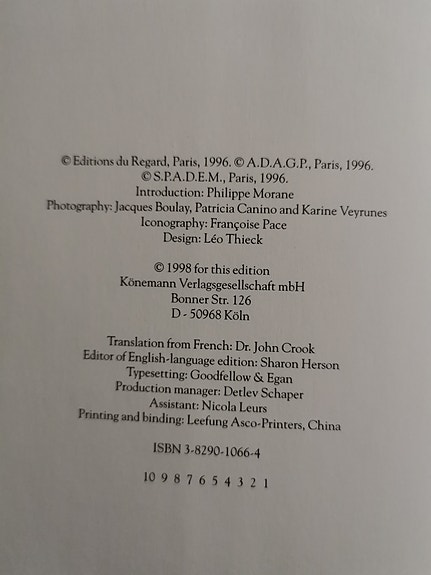 © Editions du Regard, Paris, 1996. © A.D.A.G.P., Paris, 1996.
© S.P.A.D.E.M., Paris, 1996.
Introduction: Philippe Morane
Photography: Jacques Boulay, Patricia Canino and Karine Veyrunes
Iconography: Françoise Pace
Design: Léo Thieck
© 1998 for this edition
Könemann Verlagsgesellschaft mbH
Bonner Str. 126
D - 50968 Köln
Translation from French: Dr. John Crook
Editor of English-language edition: Sharon Herson
Typesetting: Goodfellow & Egan
Production manager: Detlev Schaper
Assistant: Nicola Leurs
Printing and binding: Leefung Asco-Printers, China
ISBN 3-8290-1066-4
10 9 8 7 6 5 4 3 2 1